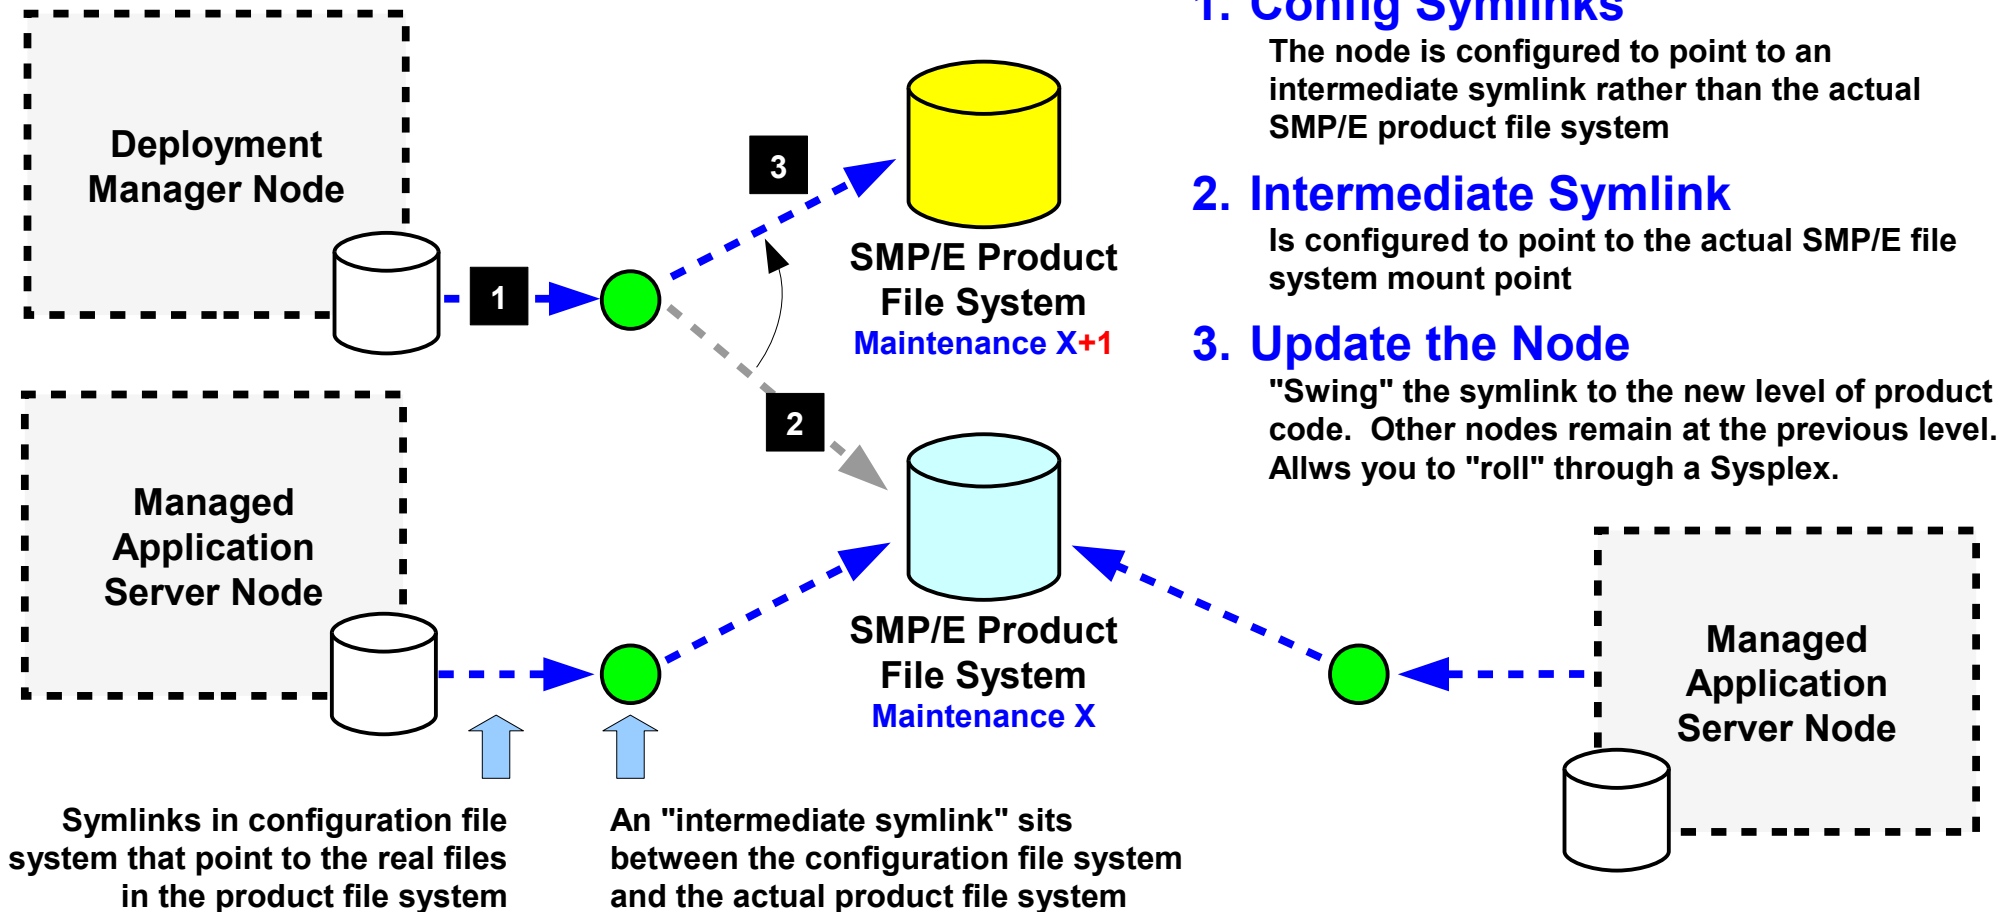 Deployment
Manager Node
1
3
2
SMP/E Product
File System
Maintenance X+1
1. Config Symlinks
The node is configured to point to an
intermediate symlink rather than the actual
SMP/E product file system
2. Intermediate Symlink
Is configured to point to the actual SMP/E file
system mount point
3. Update the Node
"Swing" the symlink to the new level of product
code. Other nodes remain at the previous level.
Allws you to "roll" through a Sysplex.
Managed
Application
Server Node
SMP/E Product
File System
Maintenance X
Managed
Application
Server Node
Symlinks in configuration file
system that point to the real files
in the product file system
An "intermediate symlink" sits
between the configuration file system
and the actual product file system